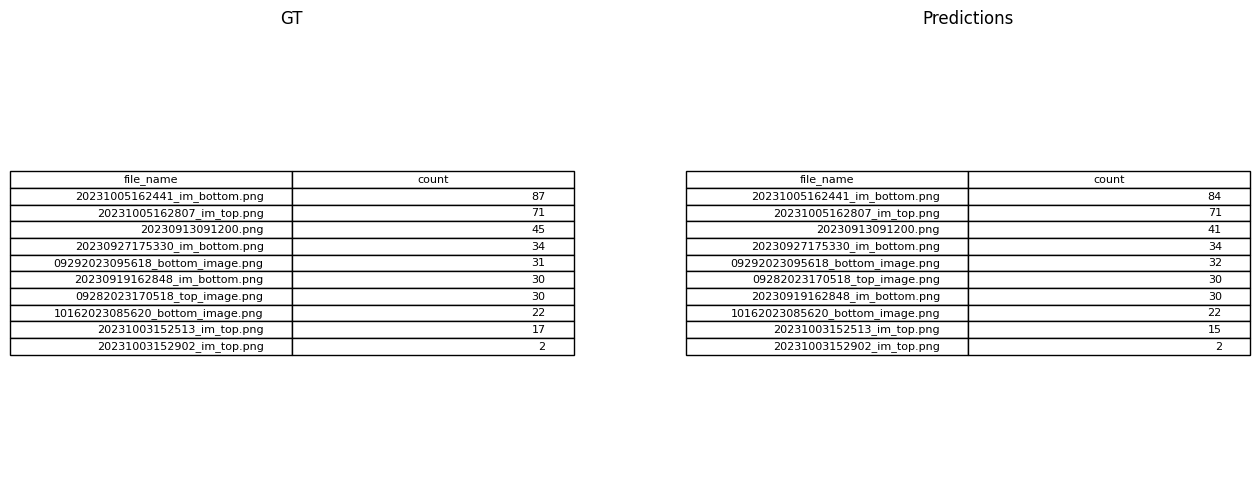 GT
file_name count
20231005162441_im_bottom.png 87
20231005162807_im_top.png 71
20230913091200.png 45
20230927175330_im_bottom.png 34
09292023095618_bottom_image.png 31
20230919162848_im_bottom.png 30
09282023170518_top_image.png 30
10162023085620_bottom_image.png 22
20231003152513_im_top.png 17
20231003152902_im_top.png 2
Predictions
file_name count
20231005162441_im_bottom.png 84
20231005162807_im_top.png 71
20230913091200.png 41
20230927175330_im_bottom.png 34
09292023095618_bottom_image.png 32
09282023170518_top_image.png 30
20230919162848_im_bottom.png 30
10162023085620_bottom_image.png 22
20231003152513_im_top.png 15
20231003152902_im_top.png 2